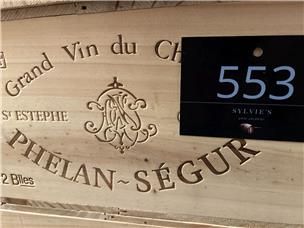 Grand Vin du Ch
St ESTEPHE
PHÉLAN~SÉGUR
2 Blles
553
SYLVIE'S